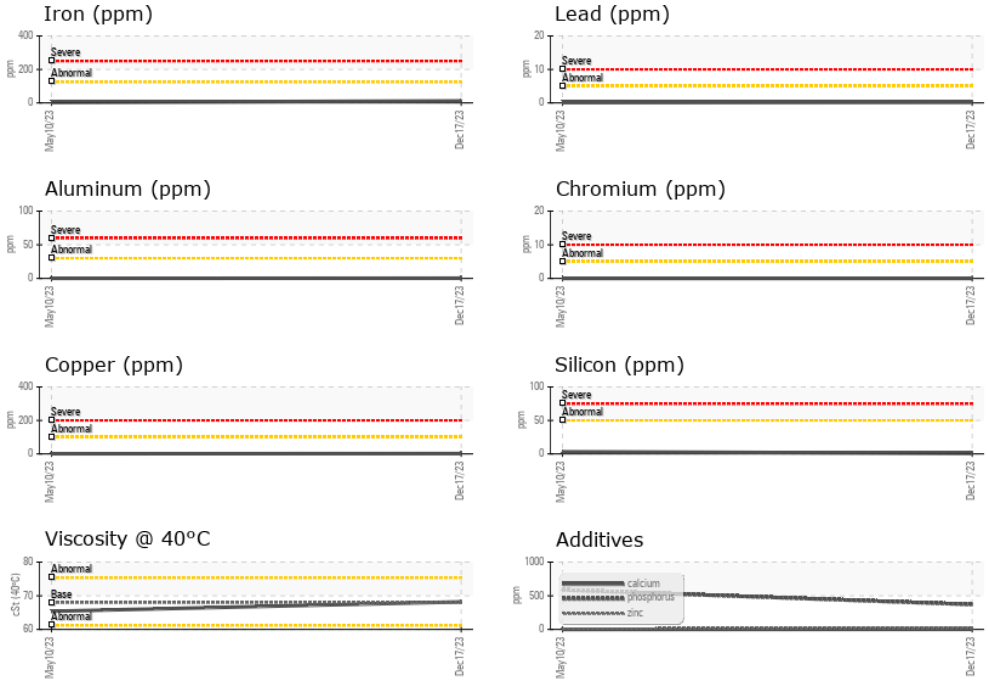 Iron (ppm)
400
Severe
200
Abnormal
0
ppm
May10/23
Dec17/23
Lead (ppm)
20
Severe
10
Abnormal
0
ppm
May10/23
Dec17/23
Aluminum (ppm)
100
Severe
50
Abnormal
0
ppm
May10/23
Dec17/23
Chromium (ppm)
20
Severe
10
Abnormal
0
ppm
May10/23
Dec17/23
Copper (ppm)
400
Severe
200
Abnormal
0
ppm
May10/23
Dec17/23
Silicon (ppm)
100
Severe
50
Abnormal
0
ppm
May10/23
Dec17/23
Viscosity @ 40°C
80
Abnormal
70
Base
Abnormal
60
cSt (40°C)
May10/23
Dec17/23
Additives
1000
calcium
500
phosphorus
zinc
0
ppm
May10/23
Dec17/23